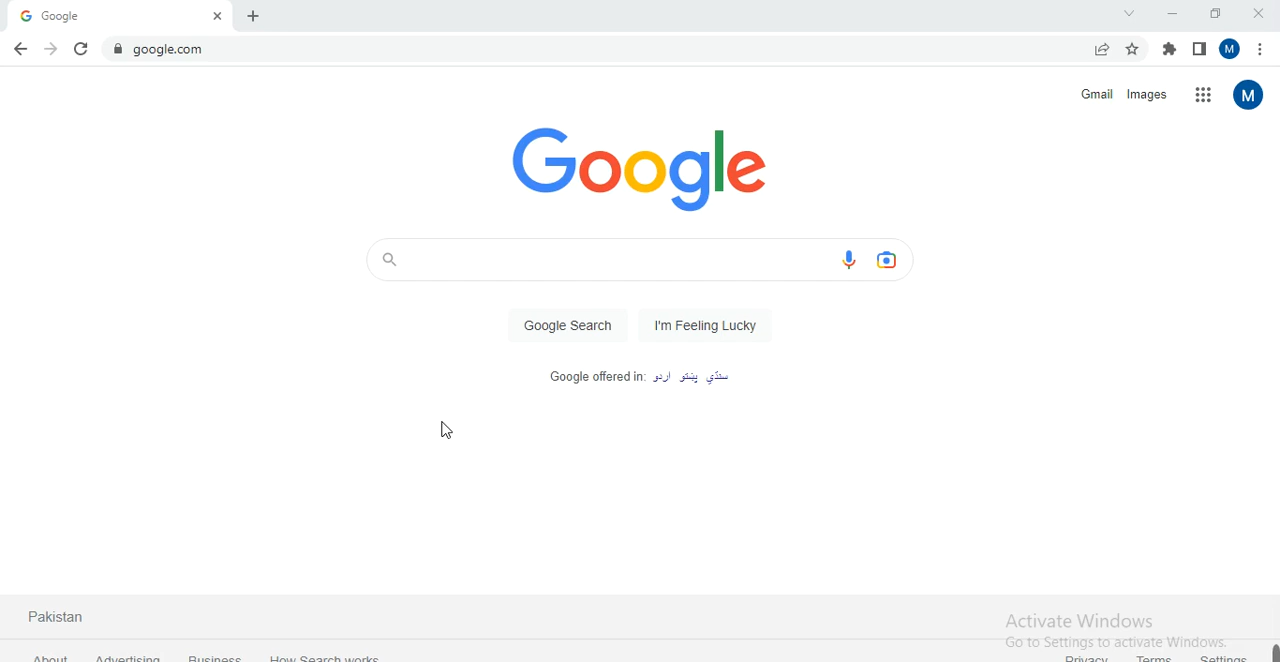 Google
google.com
M
Gmail Images
M
Google
Google Search I'm Feeling Lucky
Google offered in: اردو پښتو سنڌي
Pakistan
Activate Windows
Go to Settings to activate Windows.
About Advertising Business How Search works Privacy Terms Settings